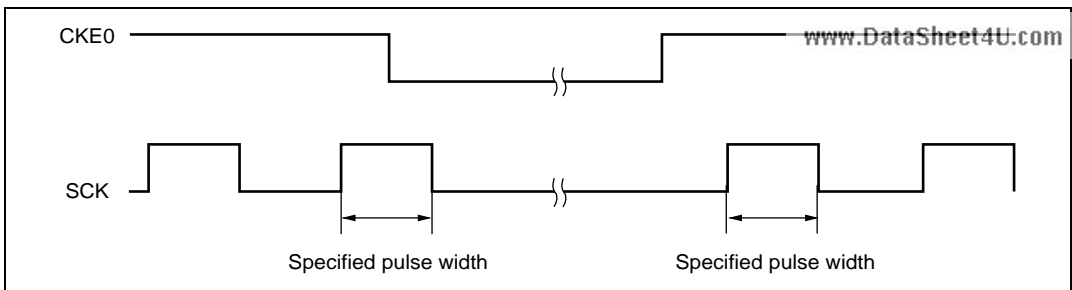 CKE0
www.DataSheet4U.com
SCK
Specified pulse width
Specified pulse width